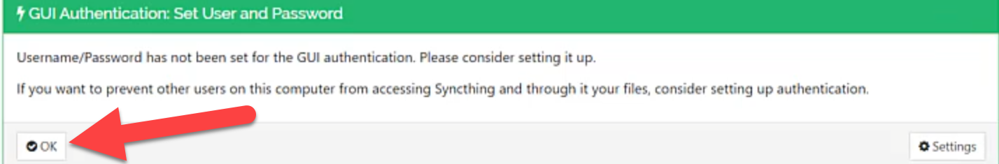 GUI Authentication: Set User and Password
Username/Password has not been set for the GUI authentication. Please consider setting it up.
If you want to prevent other users on this computer from accessing Syncthing and through it your files, consider setting up authentication.
OK
Settings